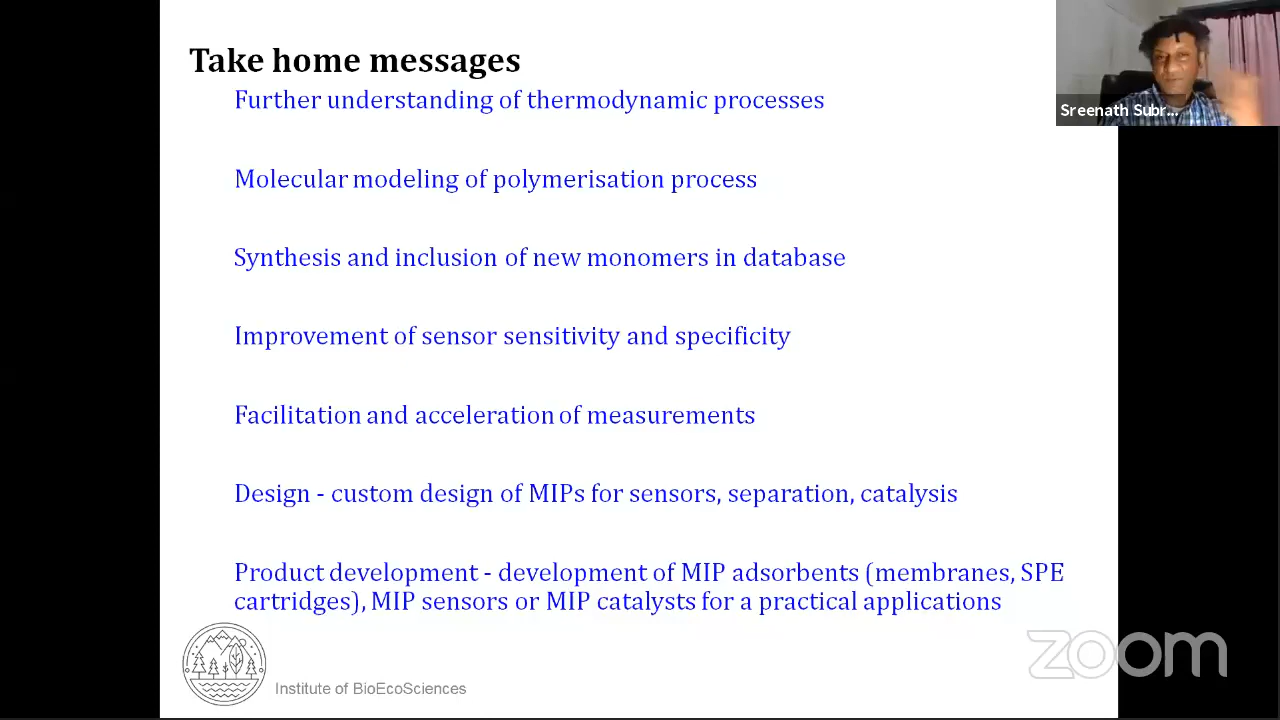 Take home messages
Further understanding of thermodynamic processes
Molecular modeling of polymerisation process
Synthesis and inclusion of new monomers in database
Improvement of sensor sensitivity and specificity
Facilitation and acceleration of measurements
Design - custom design of MIPs for sensors, separation, catalysis
Product development - development of MIP adsorbents (membranes, SPE
cartridges), MIP sensors or MIP catalysts for a practical applications
Institute of BioEcoSciences
Sreenath Subr...
zoom